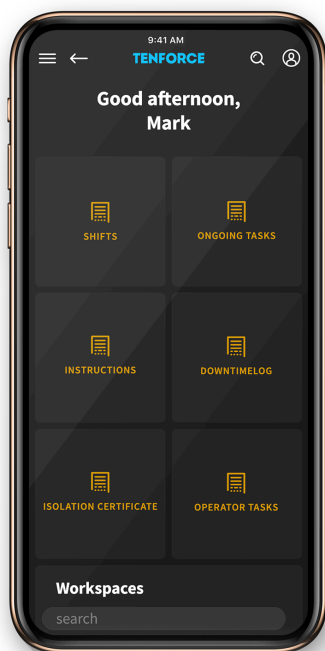 9:41 AM
TENFORCE
Good afternoon,
Mark
SHIFTS
ONGOING TASKS
INSTRUCTIONS
DOWNTIMELOG
ISOLATION CERTIFICATE
OPERATOR TASKS
Workspaces
search